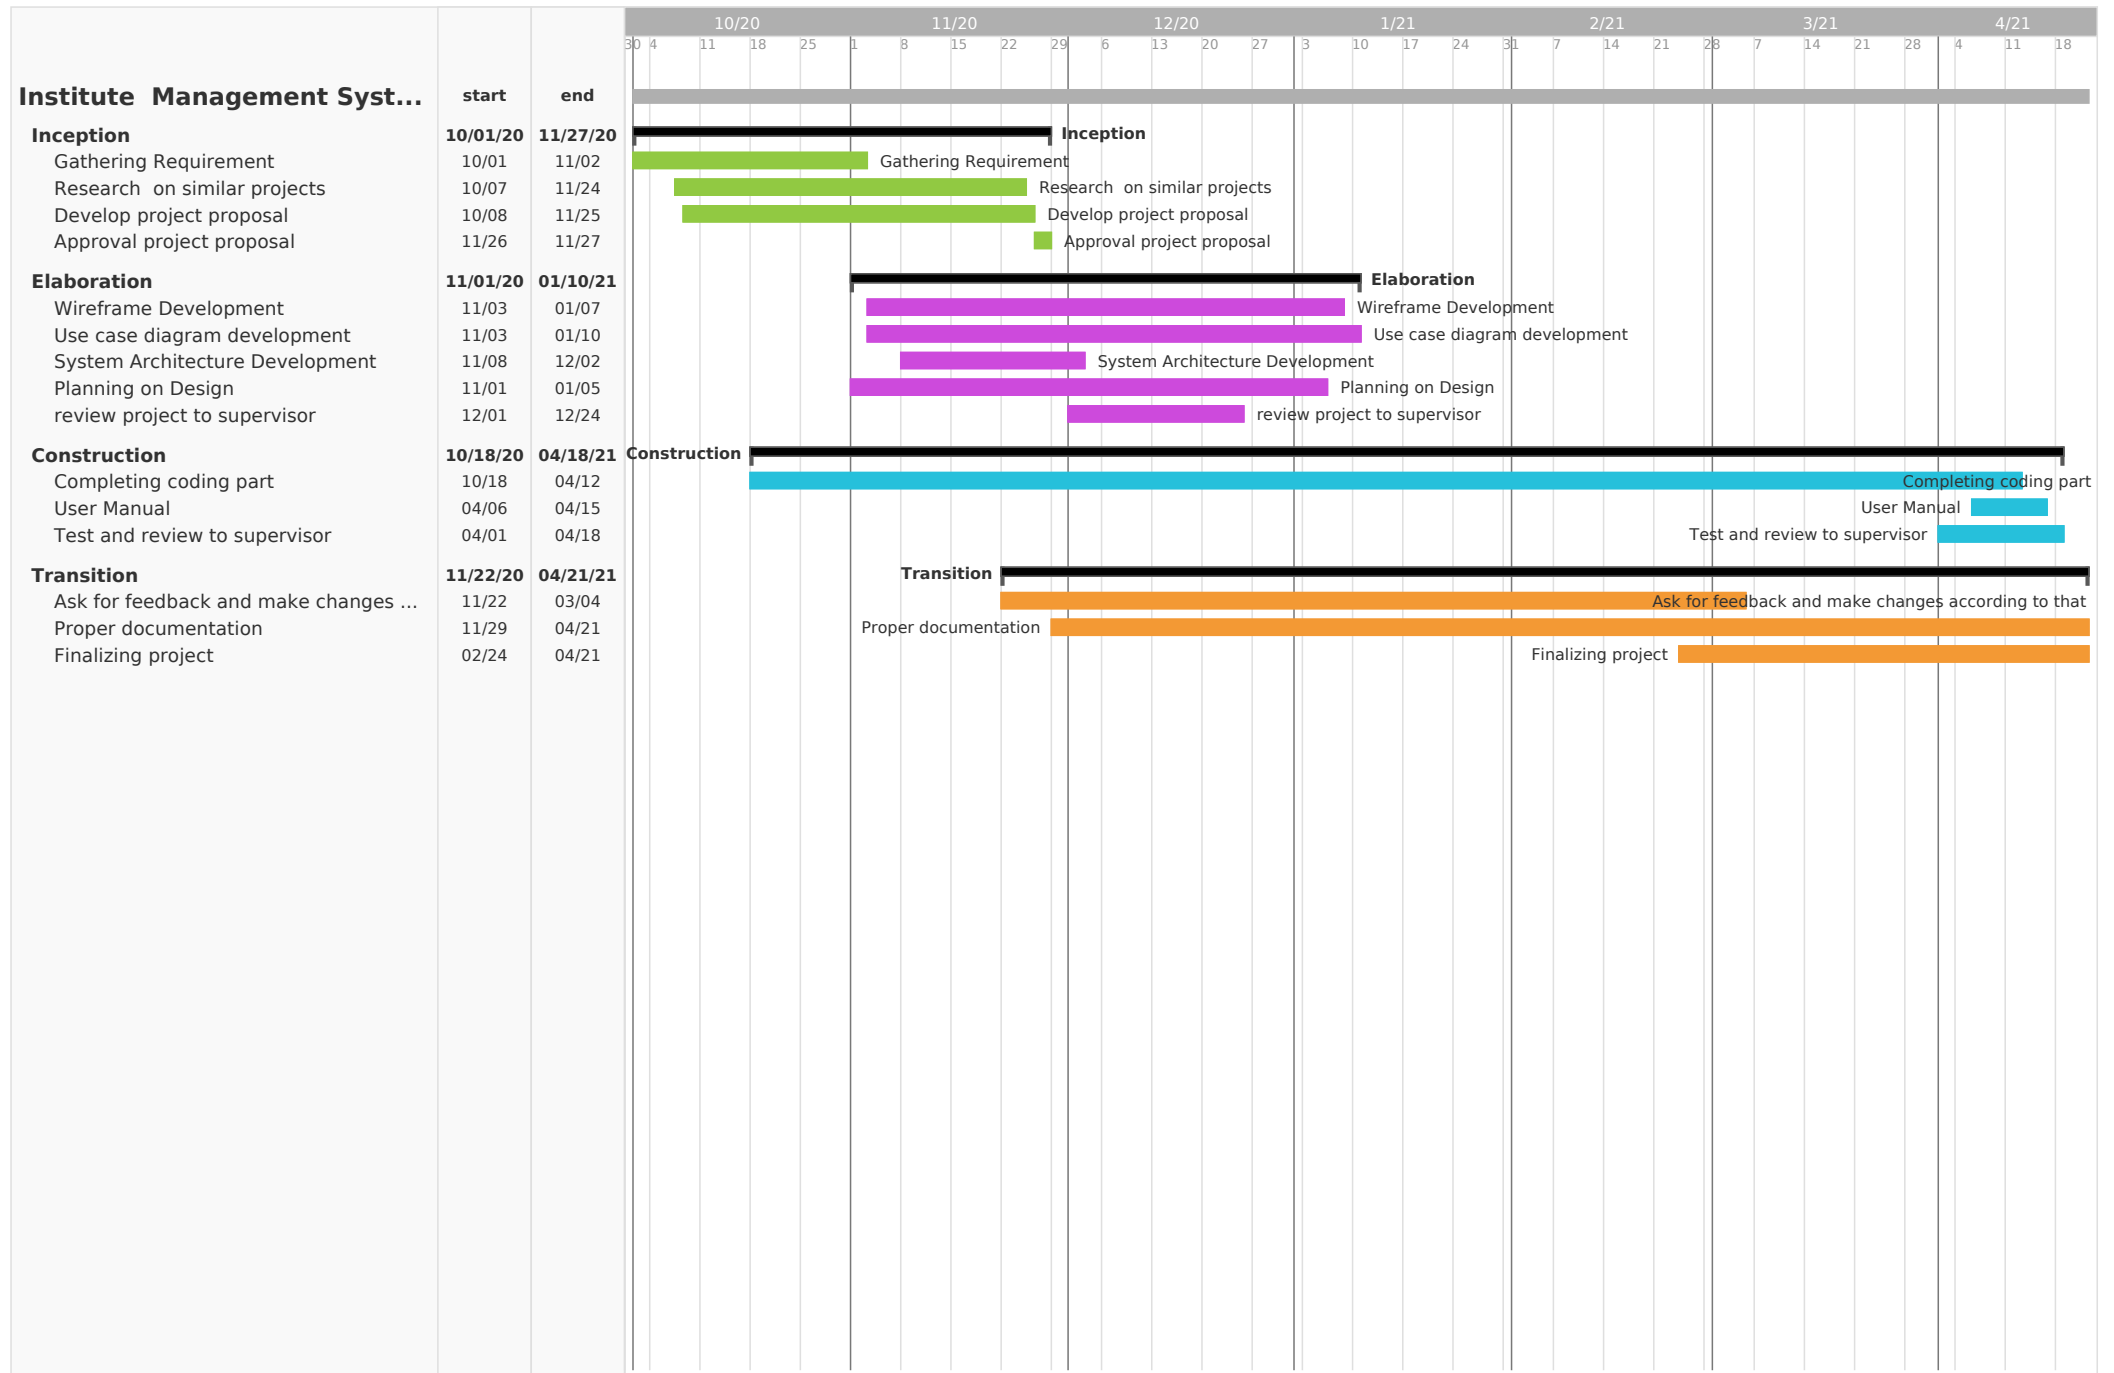 10/20 11/20 12/20 1/21 2/21 3/21 4/21
30 4 11 18 25 1 8 15 22 29 6 13 20 27 3 10 17 24 31 7 14 21 28 7 14 21 28 4 11 18
Institute Management Syst... start end
Inception 10/01/20 11/27/20 Inception
Gathering Requirement 10/01 11/02 Gathering Requirement
Research on similar projects 10/07 11/24 Research on similar projects
Develop project proposal 10/08 11/25 Develop project proposal
Approval project proposal 11/26 11/27 Approval project proposal
Elaboration 11/01/20 01/10/21 Elaboration
Wireframe Development 11/03 01/07 Wireframe Development
Use case diagram development 11/03 01/10 Use case diagram development
System Architecture Development 11/08 12/02 System Architecture Development
Planning on Design 11/01 01/05 Planning on Design
review project to supervisor 12/01 12/24 review project to supervisor
Construction 10/18/20 04/18/21 Construction
Completing coding part 10/18 04/12 Completing coding part
User Manual 04/06 04/15 User Manual
Test and review to supervisor 04/01 04/18 Test and review to supervisor
Transition 11/22/20 04/21/21 Transition
Ask for feedback and make changes ... 11/22 03/04 Ask for feedback and make changes according to that
Proper documentation 11/29 04/21 Proper documentation
Finalizing project 02/24 04/21 Finalizing project